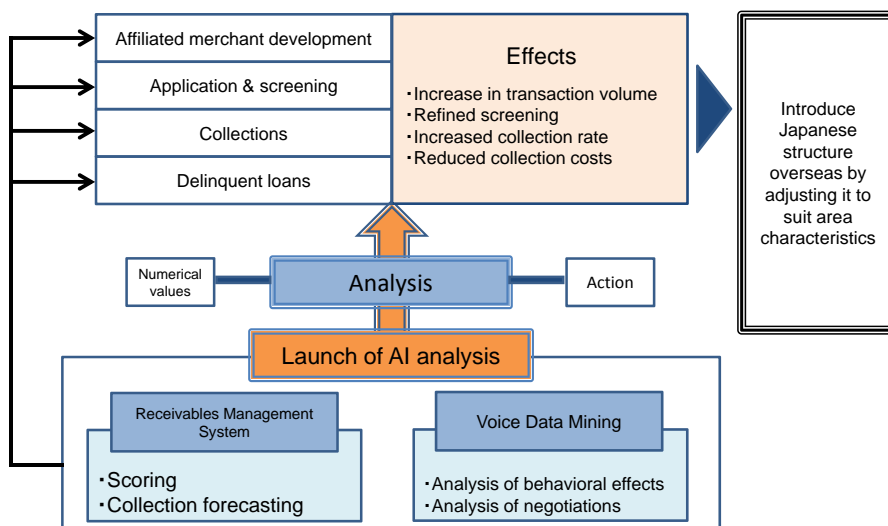 Affiliated merchant development
Application & screening
Collections
Delinquent loans
Effects
・Increase in transaction volume
・Refined screening
・Increased collection rate
・Reduced collection costs
Introduce
Japanese
structure
overseas by
adjusting it to
suit area
characteristics
Numerical
values
Analysis
Action
Launch of AI analysis
Receivables Management
System
・Scoring
・Collection forecasting
Voice Data Mining
・Analysis of behavioral effects
・Analysis of negotiations